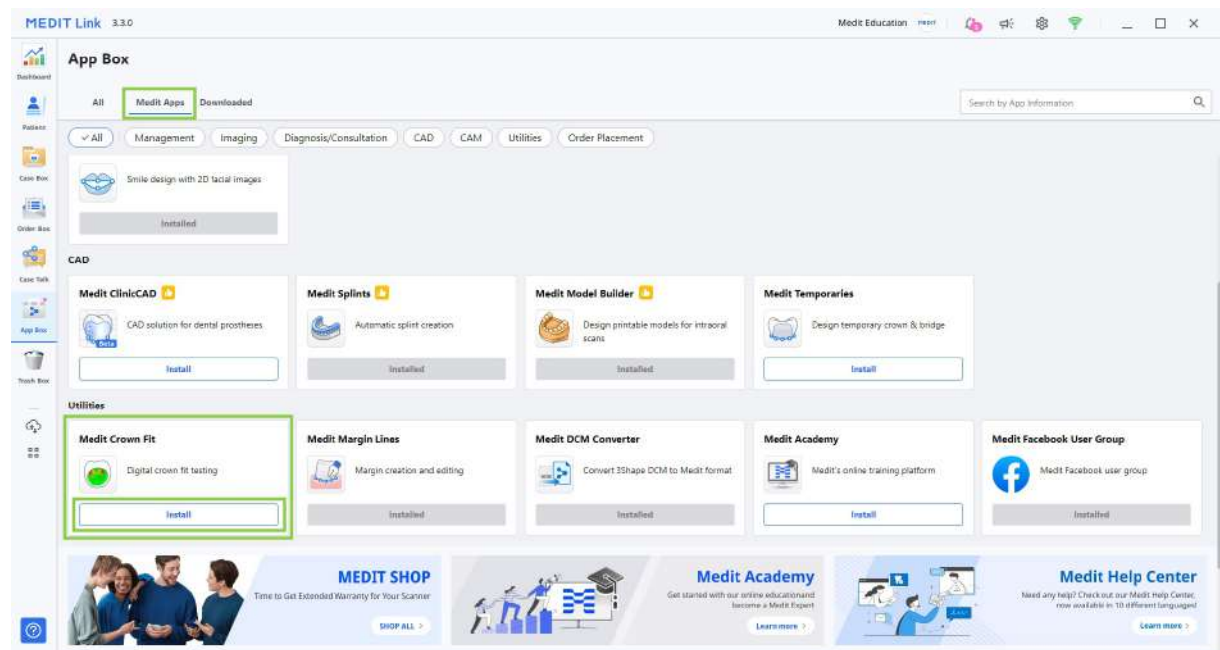 MEDIT Link 3.3.0
Medit Education
Dashboard
Patient
Case Box
Order Box
Case Talk
App Box
Trash Box
App Box
All Medit Apps Downloaded
Search by App Information
All Management Imaging Diagnosis/Consultation CAD CAM Utilities Order Placement
Smile design with 2D facial images
Installed
CAD
Medit ClinicCAD
CAD solution for dental prostheses
Beta
Install
Medit Splints
Automatic splint creation
Installed
Medit Model Builder
Design printable models for intraoral
scans
Installed
Medit Temporaries
Design temporary crown & bridge
Install
Utilities
Medit Crown Fit
Digital crown fit testing
Install
Medit Margin Lines
Margin creation and editing
Installed
Medit DCM Converter
Convert 3Shape DCM to Medit format
Installed
Medit Academy
Medit's online training platform
Install
Medit Facebook User Group
Medit Facebook user group
Installed
MEDIT SHOP
Time to Get Extended Warranty for Your Scanner
SHOP ALL >
Medit Academy
Get started with our online educationand
become a Medit Expert
Learn more >
Medit Help Center
Need any help? Check out our Medit Help Center,
now available in 10 different languages!
Learn more >